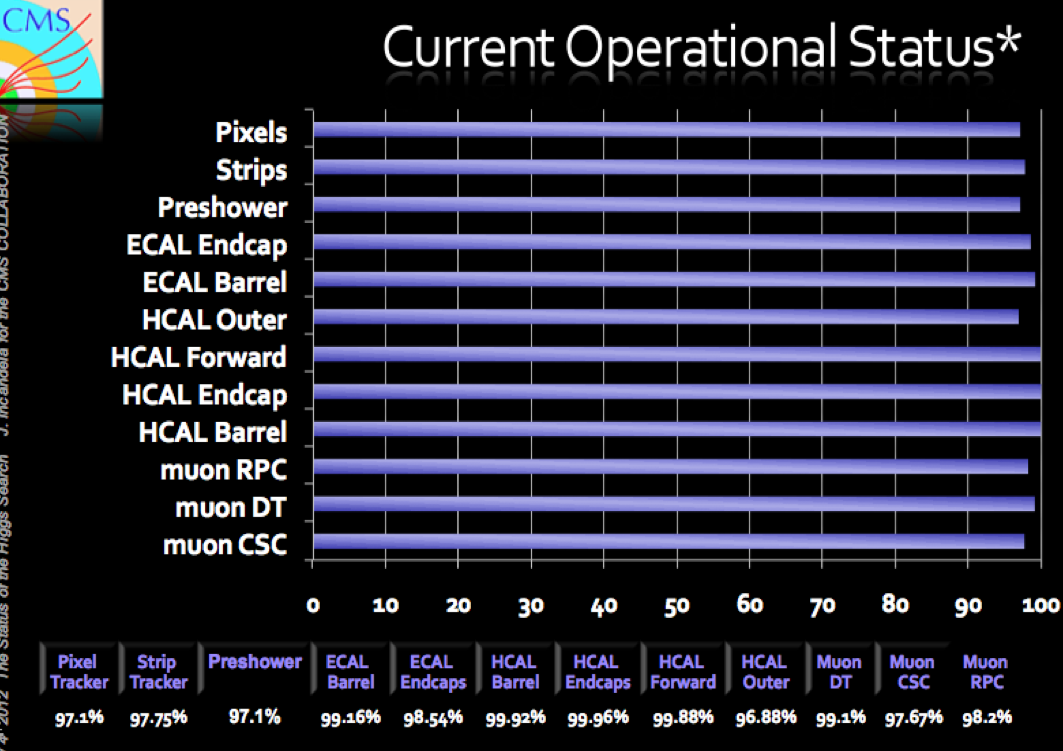 CMS
Current Operational Status*
Pixels
Strips
Preshower
ECAL Endcap
ECAL Barrel
HCAL Outer
HCAL Forward
HCAL Endcap
HCAL Barrel
muon RPC
muon DT
muon CSC
0 10 20 30 40 50 60 70 80 90 100
Pixel Tracker Strip Tracker Preshower ECAL Barrel ECAL Endcaps HCAL Barrel HCAL Endcaps HCAL Forward HCAL Outer Muon DT Muon CSC Muon RPC
97.1% 97.75% 97.1% 99.16% 98.54% 99.92% 99.96% 99.88% 96.88% 99.1% 97.67% 98.2%
2012 The Status of the Higgs Search J. Incandela for the CMS COLLABORATION